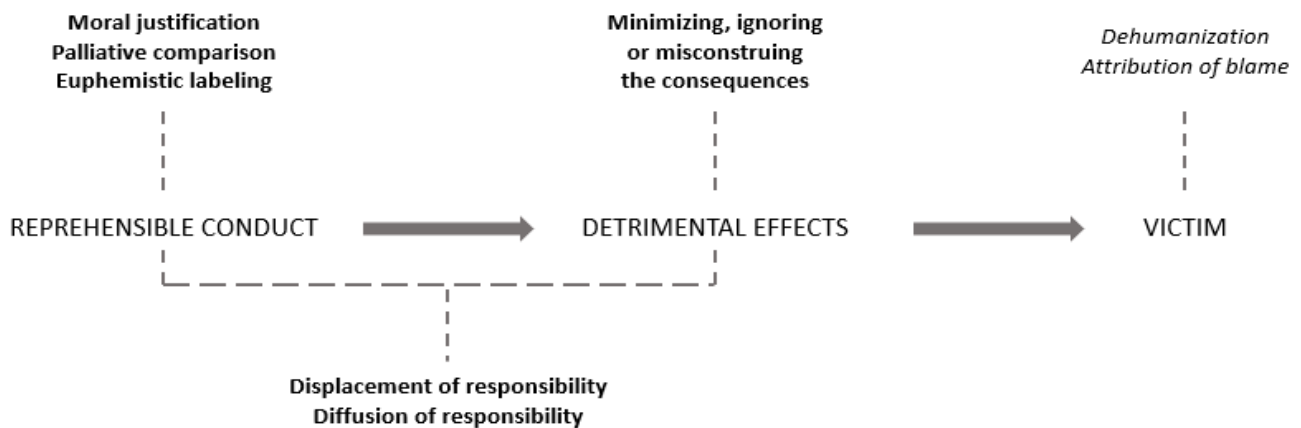 Moral justification
Palliative comparison
Euphemistic labeling
Minimizing, ignoring
or misconstruing
the consequences
Dehumanization
Attribution of blame
REPREHENSIBLE CONDUCT
DETRIMENTAL EFFECTS
VICTIM
Displacement of responsibility
Diffusion of responsibility